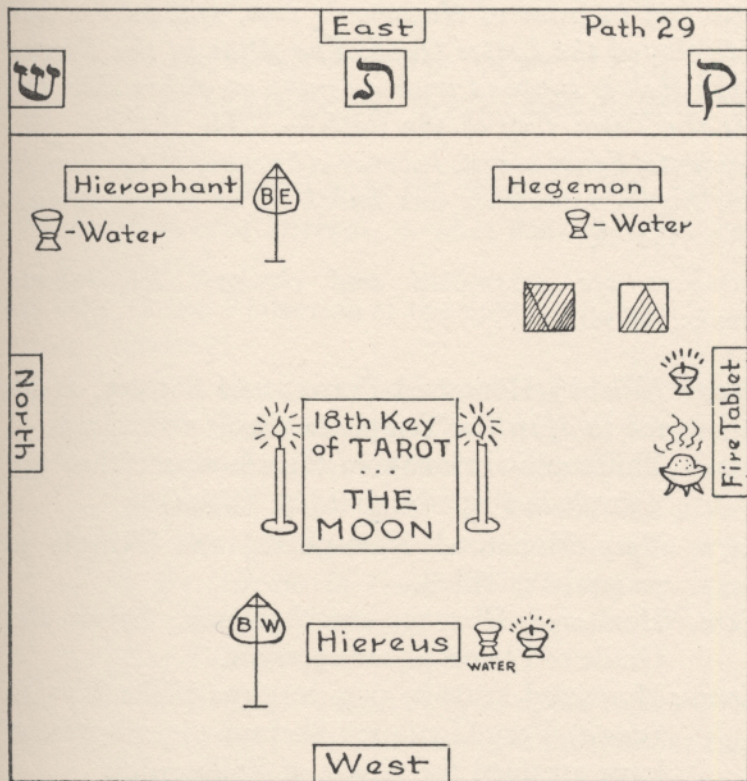 East
Path 29
ש
ת
ק
Hierophant
B E
Hegemon
-Water
-Water
North
18th Key
of TAROT
...
THE
MOON
Fire Tablet
B W
Hiereus
WATER
West